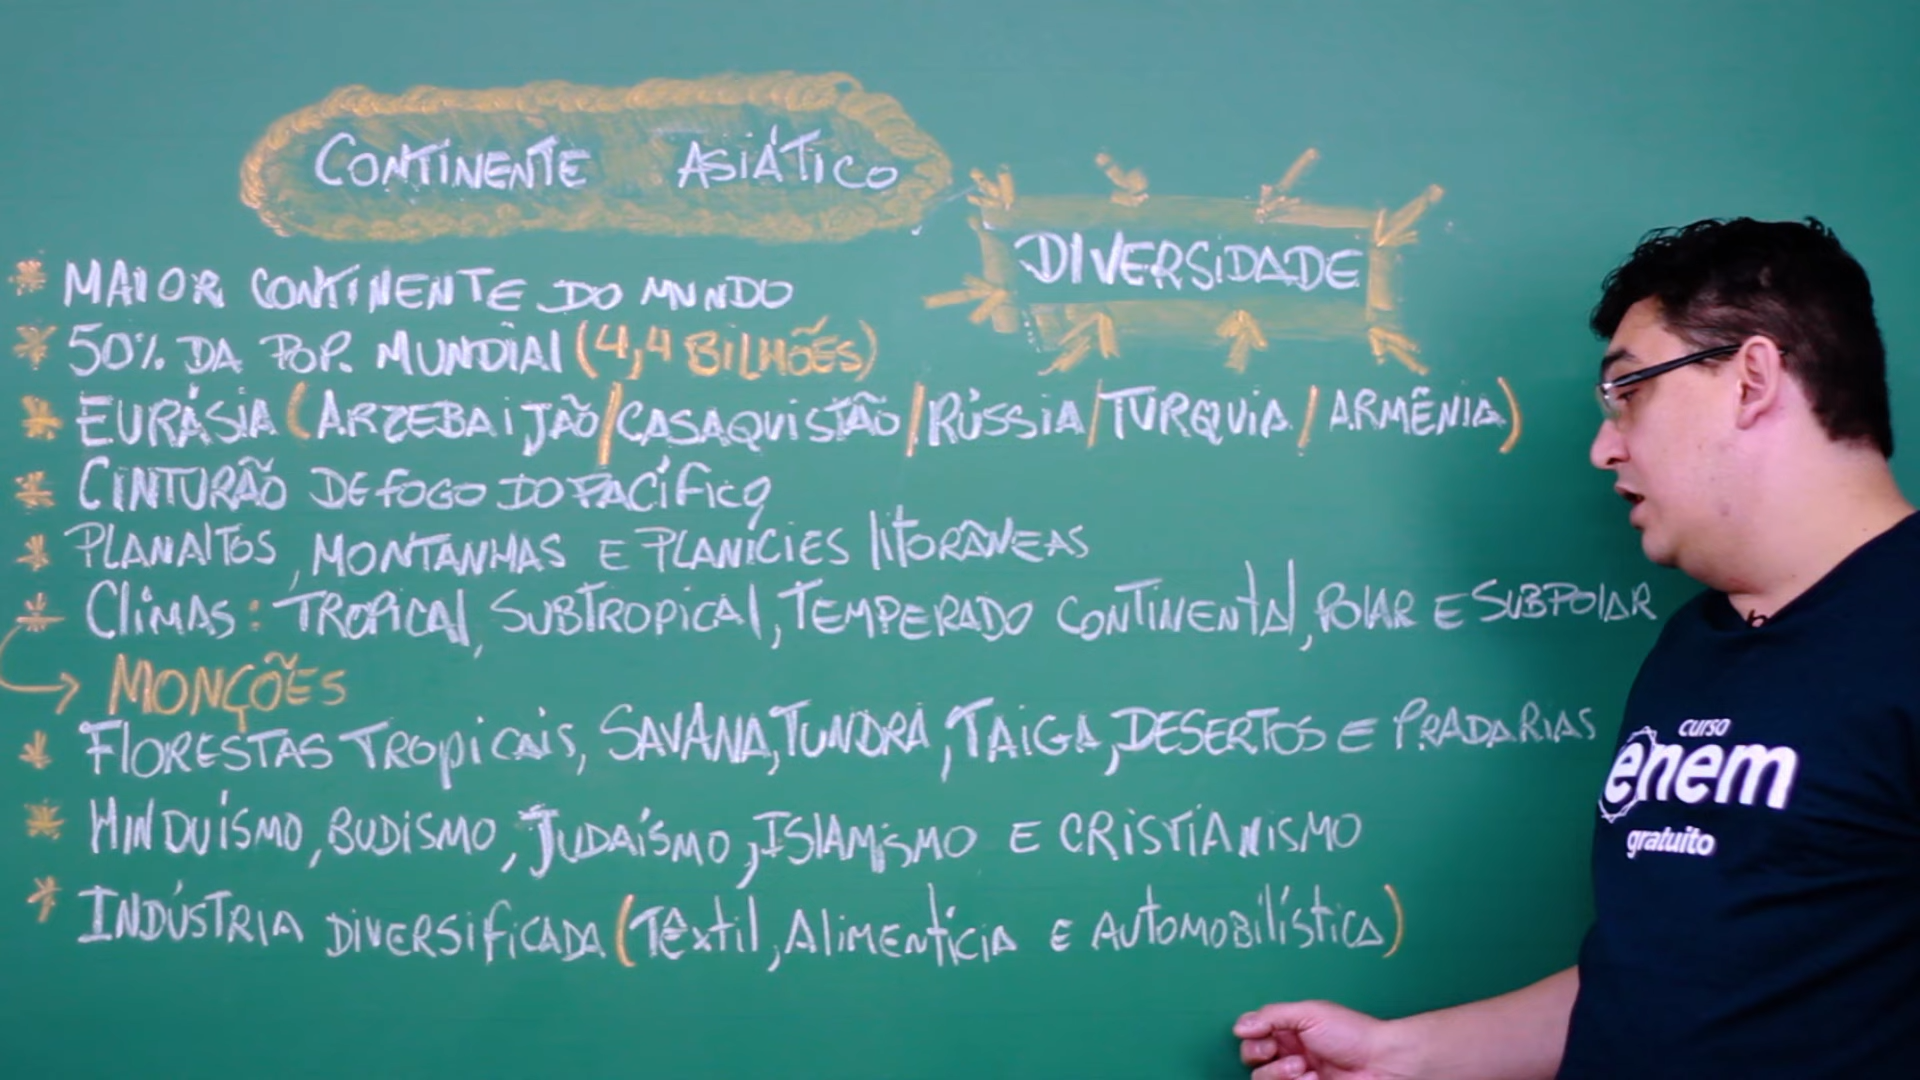 CONTINENTE ASIÁTICO
DIVERSIDADE
* MAIOR CONTINENTE DO MUNDO
* 50% DA POP. MUNDIAL (4,4 BILHÕES)
* EURÁSIA (ARZEBAIJÃO/CASAQUISTÃO/RÚSSIA/TURQUIA/ARMÊNIA)
* CINTURÃO DE FOGO DO PACÍFICO
* PLANALTOS, MONTANHAS E PLANÍCIES LITORÂNEAS
* CLIMAS: TROPICAL, SUBTROPICAL, TEMPERADO CONTINENTAL, POLAR E SUBPOLAR
→ MONÇÕES
* FLORESTAS TROPICAIS, SAVANA, TUNDRA, TAIGA, DESERTOS E PRADARIAS
* HINDUÍSMO, BUDISMO, JUDAÍSMO, ISLAMISMO E CRISTIANISMO
* INDÚSTRIA DIVERSIFICADA (TÊXTIL, ALIMENTÍCIA E AUTOMOBILÍSTICA)
curso
enem
gratuito